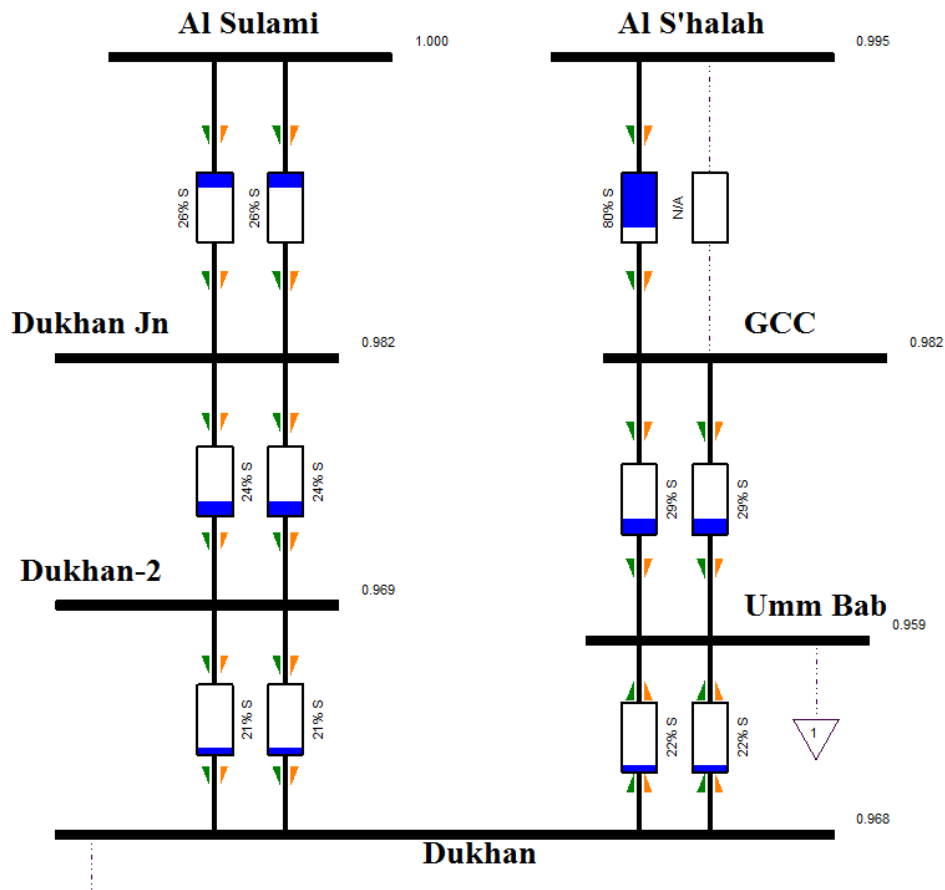 Al Sulami
Al S'halah
1.000
0.995
26% S
26% S
80% S
N/A
Dukhan Jn
0.982
GCC
0.982
24% S
24% S
29% S
29% S
Dukhan-2
0.969
Umm Bab
0.959
21% S
21% S
22% S
22% S
1
0.968
Dukhan